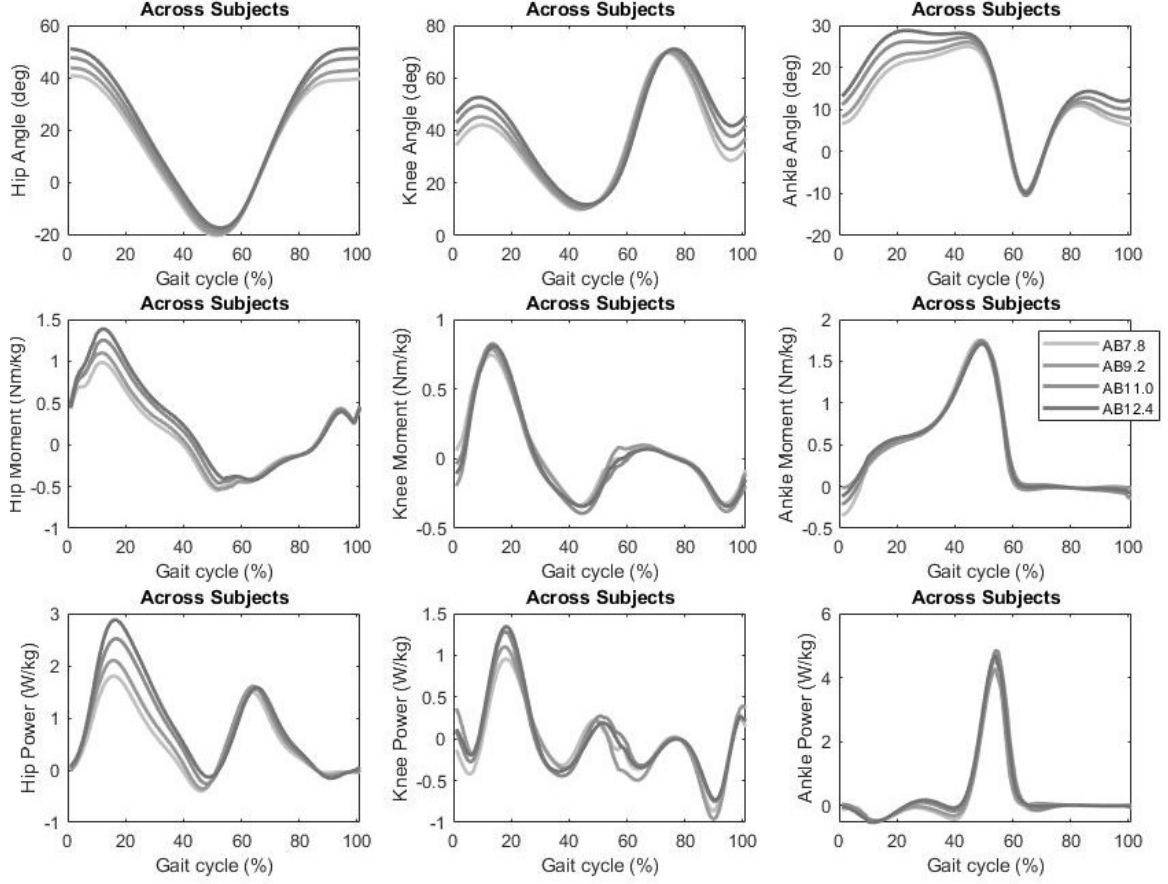 Across Subjects
Across Subjects
Across Subjects
Hip Angle (deg)
60
40
20
0
-20
0 20 40 60 80 100
Gait cycle (%)
Knee Angle (deg)
80
60
40
20
0
0 20 40 60 80 100
Gait cycle (%)
Ankle Angle (deg)
30
20
10
0
-10
-20
0 20 40 60 80 100
Gait cycle (%)
Across Subjects
Across Subjects
Across Subjects
Hip Moment (Nm/kg)
1.5
1
0.5
0
-0.5
-1
0 20 40 60 80 100
Gait cycle (%)
Knee Moment (Nm/kg)
1
0.5
0
-0.5
0 20 40 60 80 100
Gait cycle (%)
Ankle Moment (Nm/kg)
2
1.5
1
0.5
0
-0.5
0 20 40 60 80 100
Gait cycle (%)
AB7.8
AB9.2
AB11.0
AB12.4
Across Subjects
Across Subjects
Across Subjects
Hip Power (W/kg)
3
2
1
0
-1
0 20 40 60 80 100
Gait cycle (%)
Knee Power (W/kg)
1.5
1
0.5
0
-0.5
-1
0 20 40 60 80 100
Gait cycle (%)
Ankle Power (W/kg)
6
4
2
0
0 20 40 60 80 100
Gait cycle (%)